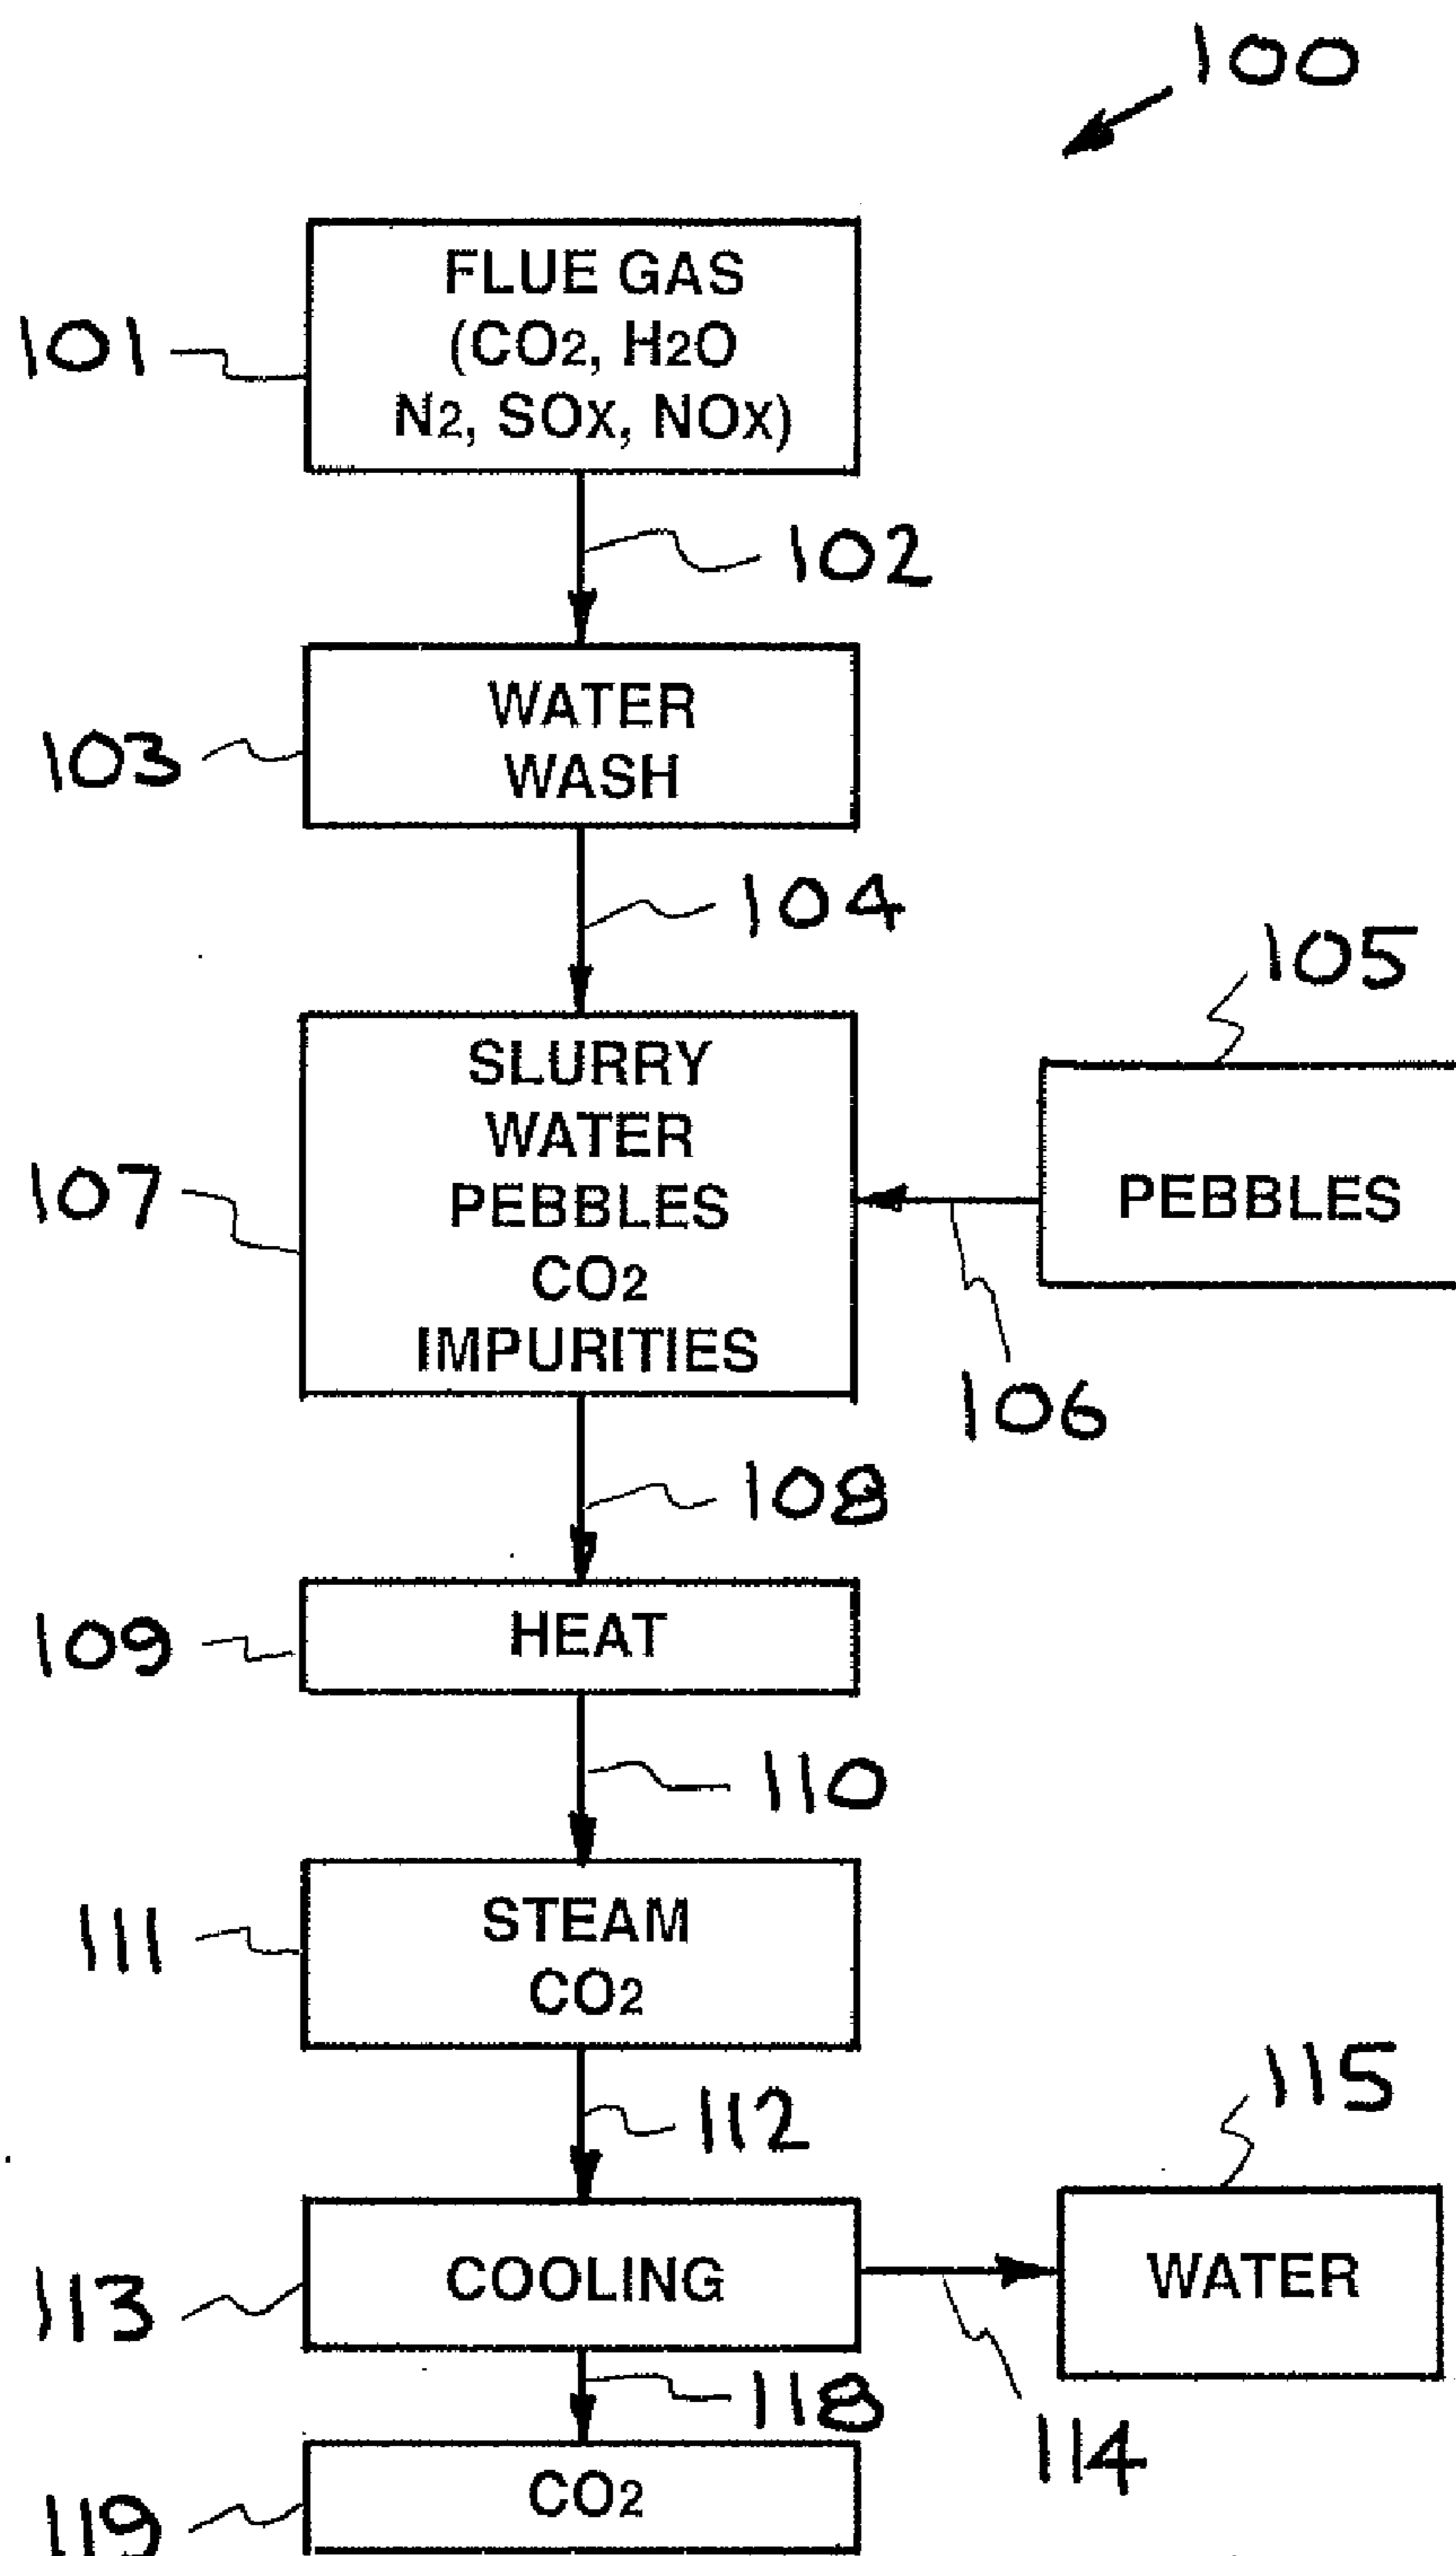 100
FLUE GAS
(CO2, H2O
N2, SOX, NOX)
101
102
WATER
WASH
103
104
105
SLURRY
WATER
PEBBLES
CO2
IMPURITIES
107
PEBBLES
106
108
HEAT
109
110
STEAM
CO2
111
112
115
COOLING
113
WATER
118
114
CO2
119